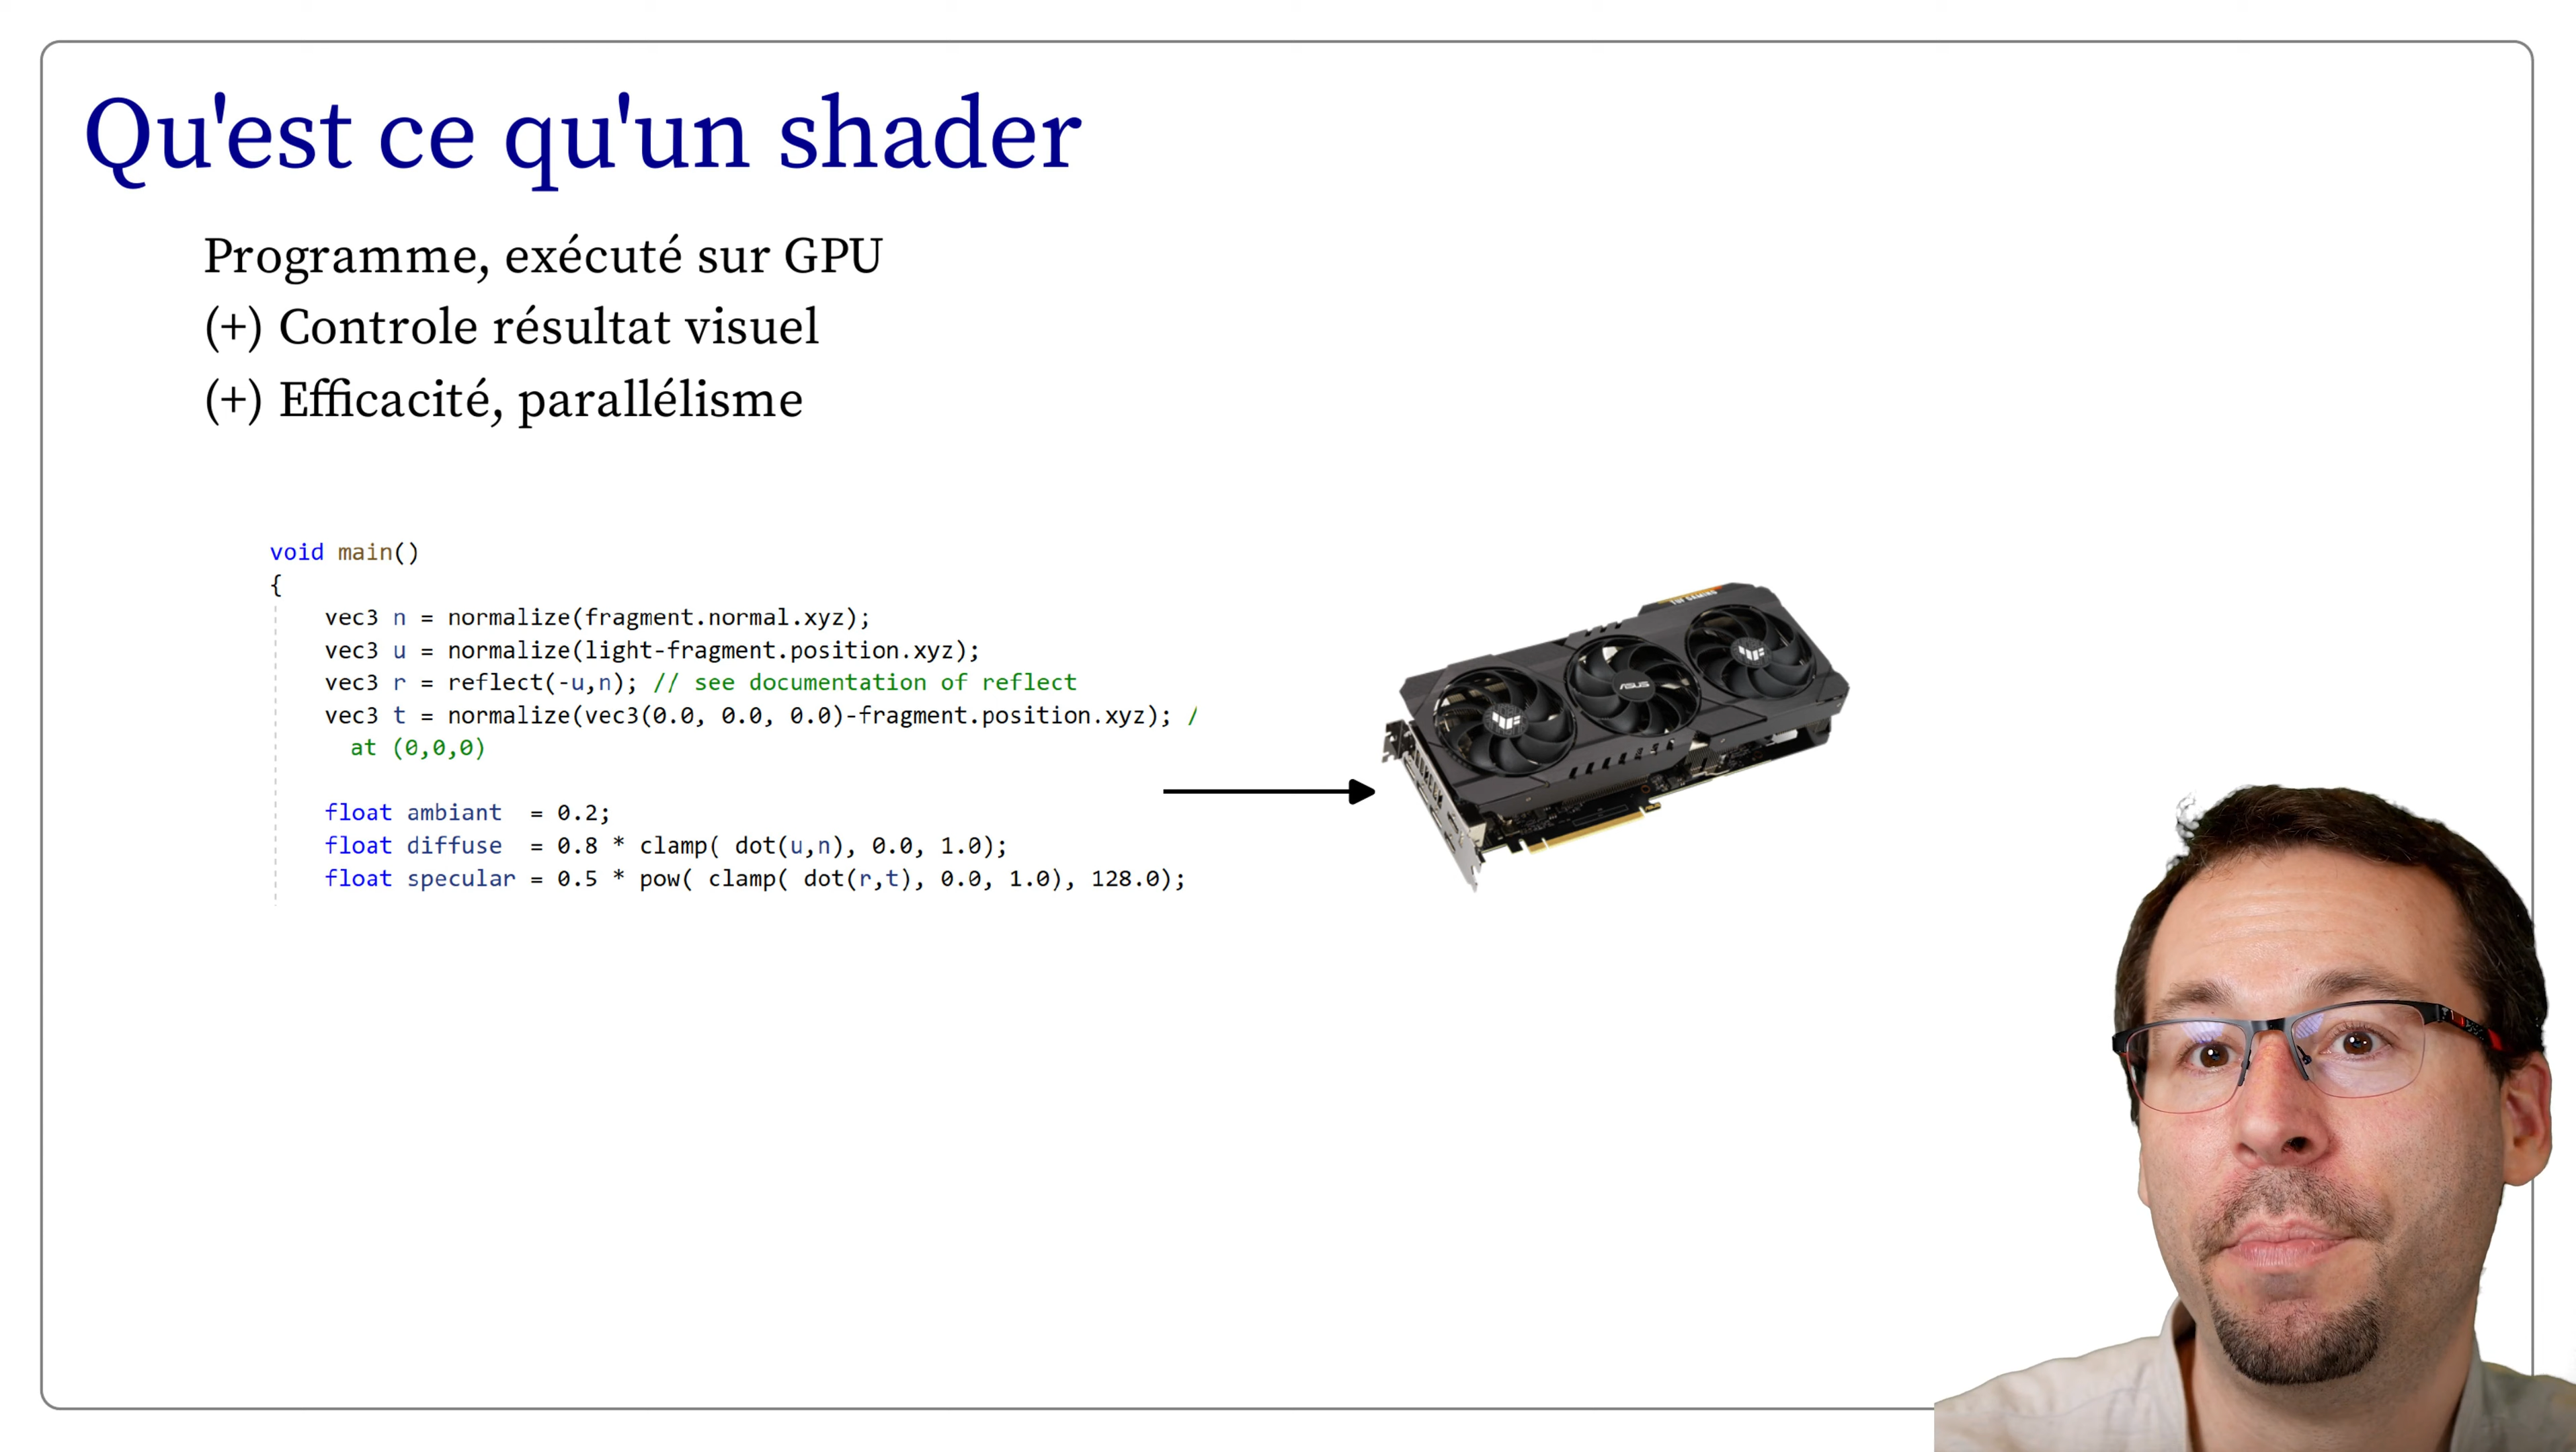 Qu'est ce qu'un shader
Programme, exécuté sur GPU
(+) Controle résultat visuel
(+) Efficacité, parallélisme
void main()
{
vec3 n = normalize(fragment.normal.xyz);
vec3 u = normalize(light-fragment.position.xyz);
vec3 r = reflect(-u,n); // see documentation of reflect
vec3 t = normalize(vec3(0.0, 0.0, 0.0)-fragment.position.xyz); /
at (0,0,0)
float ambiant = 0.2;
float diffuse = 0.8 * clamp( dot(u,n), 0.0, 1.0);
float specular = 0.5 * pow( clamp( dot(r,t), 0.0, 1.0), 128.0);
TUF GAMING
ASUS